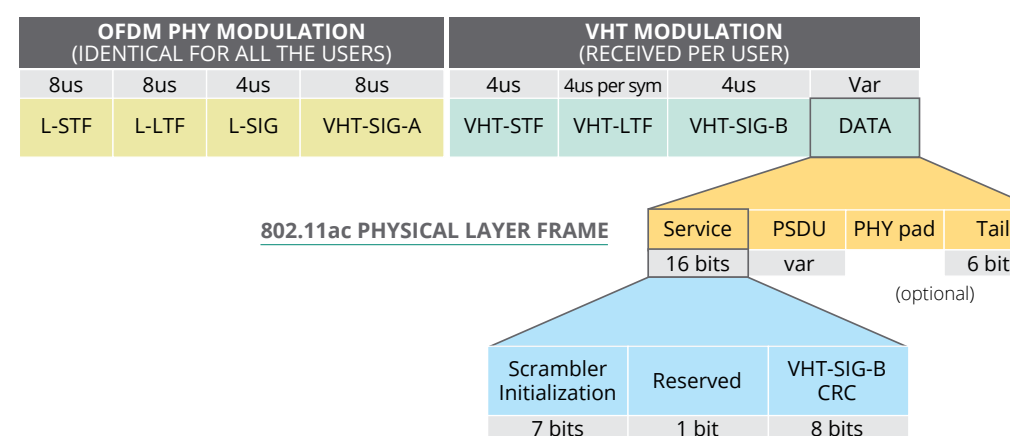 OFDM PHY MODULATION
(IDENTICAL FOR ALL THE USERS)
VHT MODULATION
(RECEIVED PER USER)
8us 8us 4us 8us 4us 4us per sym 4us Var
L-STF L-LTF L-SIG VHT-SIG-A VHT-STF VHT-LTF VHT-SIG-B DATA
802.11ac PHYSICAL LAYER FRAME
Service PSDU PHY pad Tail
16 bits var 6 bit
(optional)
Scrambler
Initialization
Reserved
VHT-SIG-B
CRC
7 bits 1 bit 8 bits